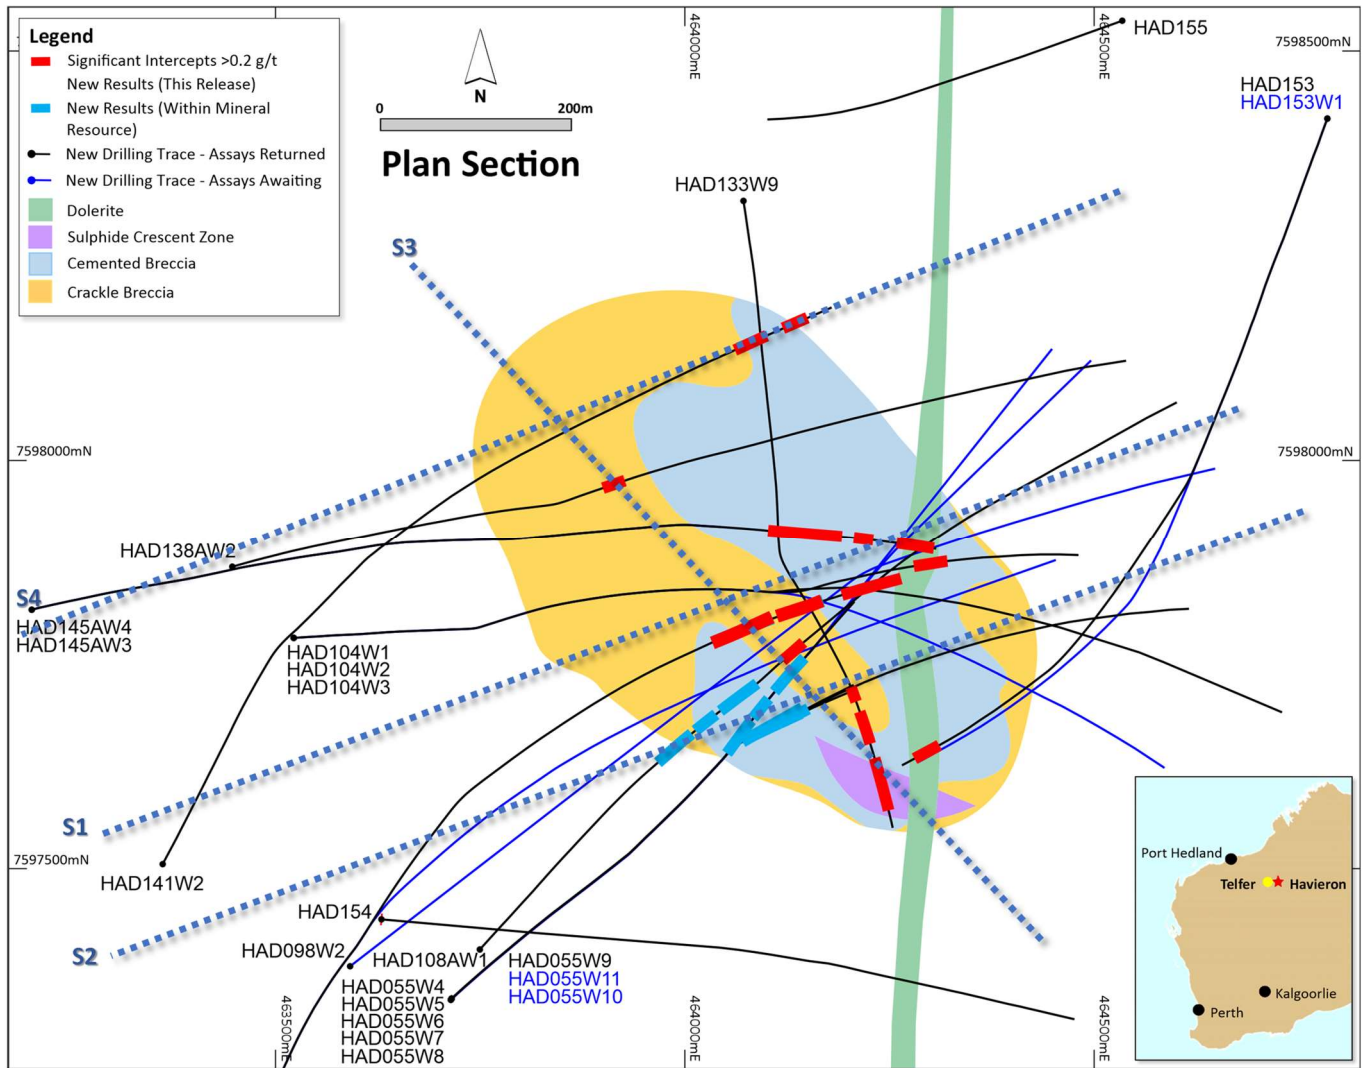 Legend
Significant Intercepts >0.2 g/t
New Results (This Release)
New Results (Within Mineral
Resource)
New Drilling Trace - Assays Returned
New Drilling Trace - Assays Awaiting
Dolerite
Sulphide Crescent Zone
Cemented Breccia
Crackle Breccia
N
0 200m
Plan Section
464000mE
464500mE
HAD155
7598500mN
HAD153
HAD153W1
HAD133W9
S3
7598000mN
7598000mN
HAD138AW2
S4
HAD145AW4
HAD145AW3
HAD104W1
HAD104W2
HAD104W3
S1
7597500mN
HAD141W2
HAD154
S2
HAD098W2
HAD108AW1
HAD055W9
HAD055W11
HAD055W10
HAD055W4
HAD055W5
HAD055W6
HAD055W7
HAD055W8
463500mE
464000mE
464500mE
Port Hedland
Telfer
Havieron
Kalgoorlie
Perth